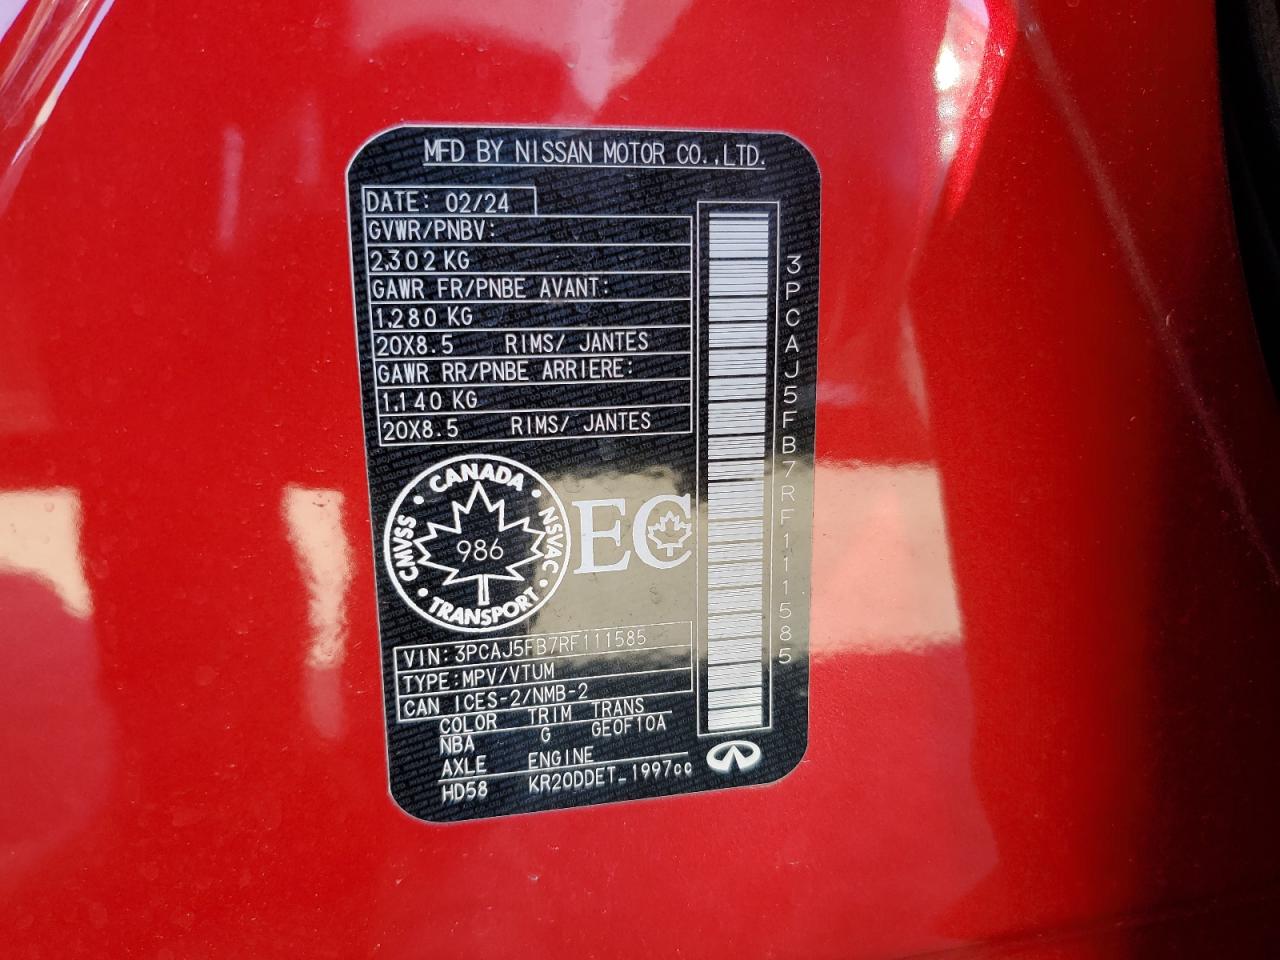 MFD BY NISSAN MOTOR CO.,LTD.
DATE: 02/24
GVWR/PNBV:
2,302 KG
GAWR FR/PNBE AVANT:
1,280 KG
20X8.5 RIMS/ JANTES
GAWR RR/PNBE ARRIERE:
1,140 KG
20X8.5 RIMS/ JANTES
CANADA
CMVSS 986 NSVAC
TRANSPORT
EC
VIN: 3PCAJ5FB7RF111585
TYPE: MPV/VTUM
CAN ICES-2/NMB-2
COLOR TRIM TRANS
NBA G GEOF10A
AXLE ENGINE
HD58 KR20DDET_1997cc
3PCAJ5FB7RF111585